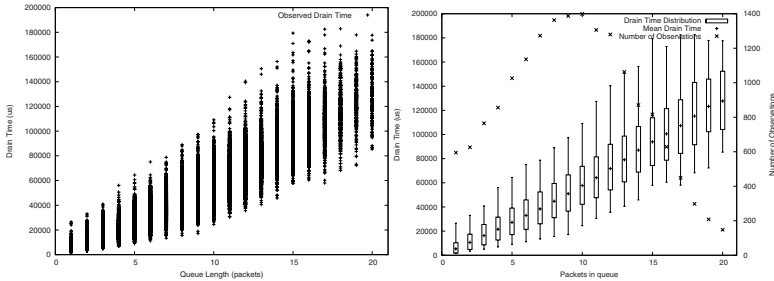 Observed Drain Time
200000
180000
160000
140000
120000
100000
80000
60000
40000
20000
0
Drain Time (us)
0 5 10 15 20
Queue Length (packets)
Drain Time Distribution
Mean Drain Time
Number of Observations
200000
180000
160000
140000
120000
100000
80000
60000
40000
20000
0
Drain Time (us)
1400
1200
1000
800
600
400
200
0
Number of Observations
0 5 10 15 20
Packets in queue